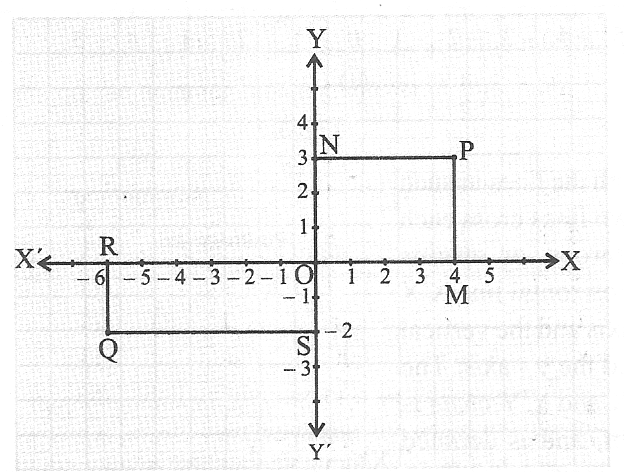 Y
4
3 N P
2
1
X′ R O X
– 6 – 5 – 4 – 3 – 2 – 1 1 2 3 4 5
– 1 M
Q S – 2
– 3
Y′